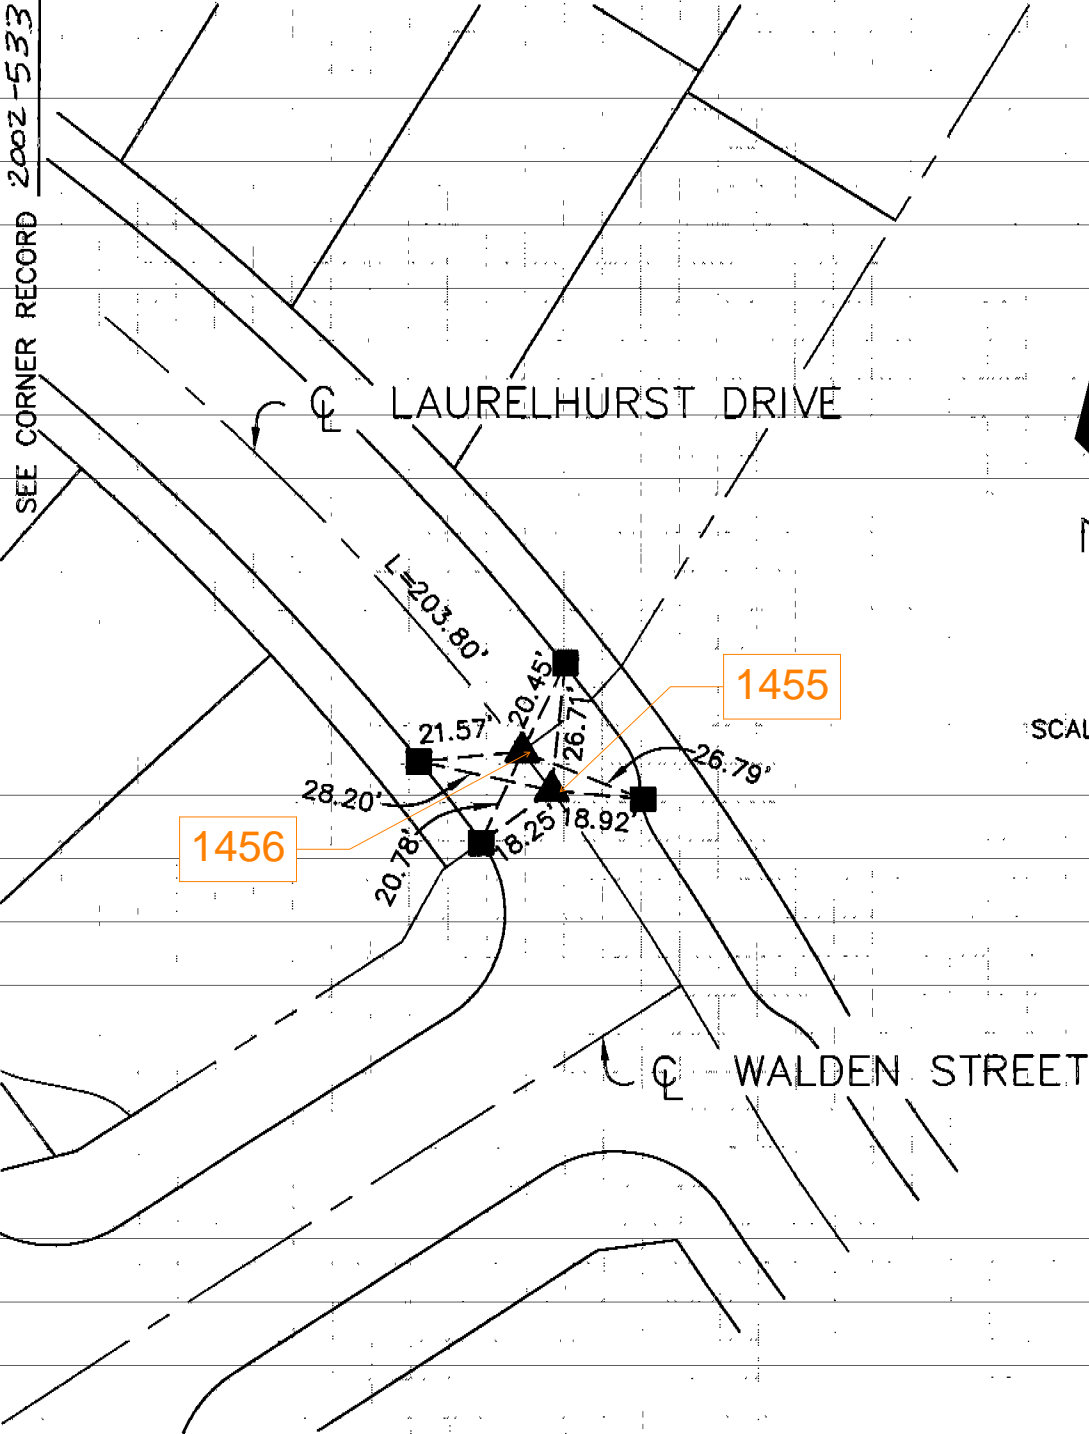 SEE CORNER RECORD 2002-533
℄ LAURELHURST DRIVE
L=203.80'
20.45'
26.71'
1455
21.57'
SCAL
26.79'
28.20'
18.92'
18.25'
1456
20.78'
℄ WALDEN STREET